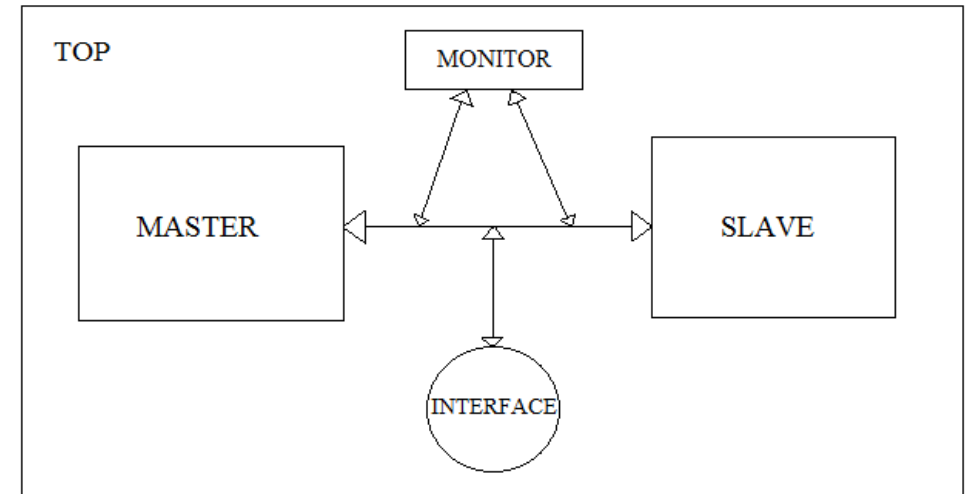 TOP
MONITOR
MASTER
SLAVE
INTERFACE